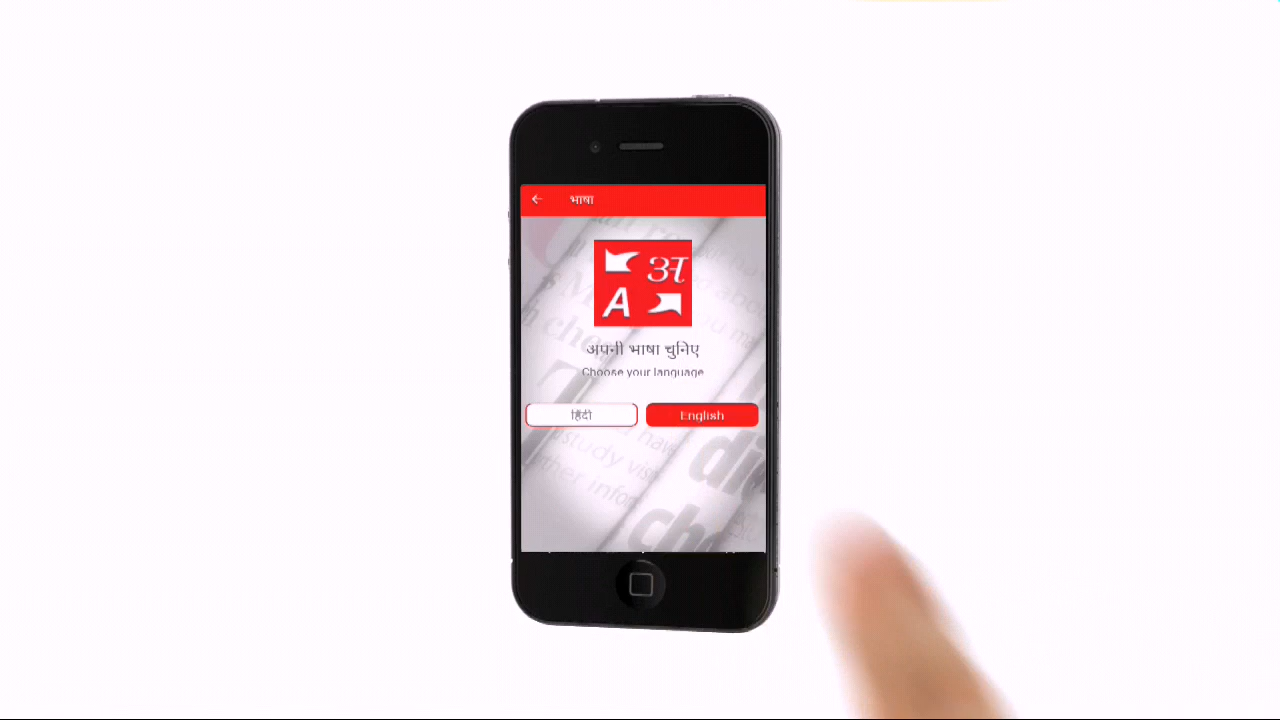 भाषा
अ
A
अपनी भाषा चुनिए
Choose your language
हिंदी English